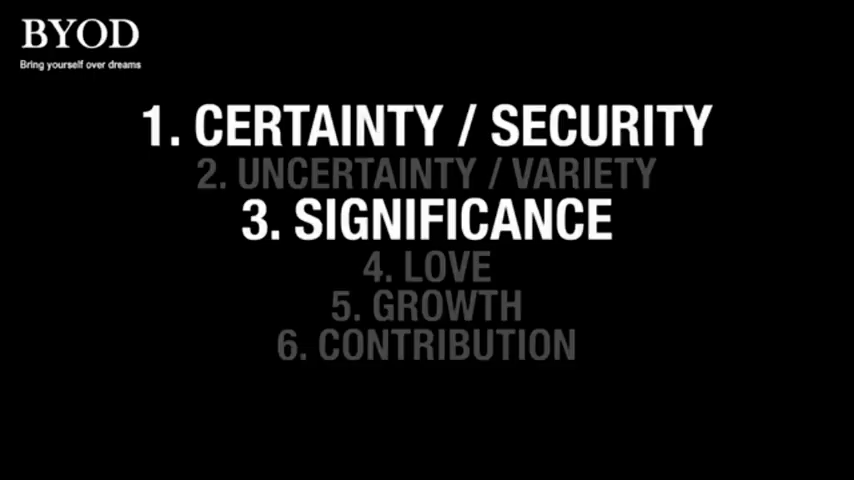 BYOD
Bring yourself over dreams
1. CERTAINTY / SECURITY
2. UNCERTAINTY / VARIETY
3. SIGNIFICANCE
4. LOVE
5. GROWTH
6. CONTRIBUTION